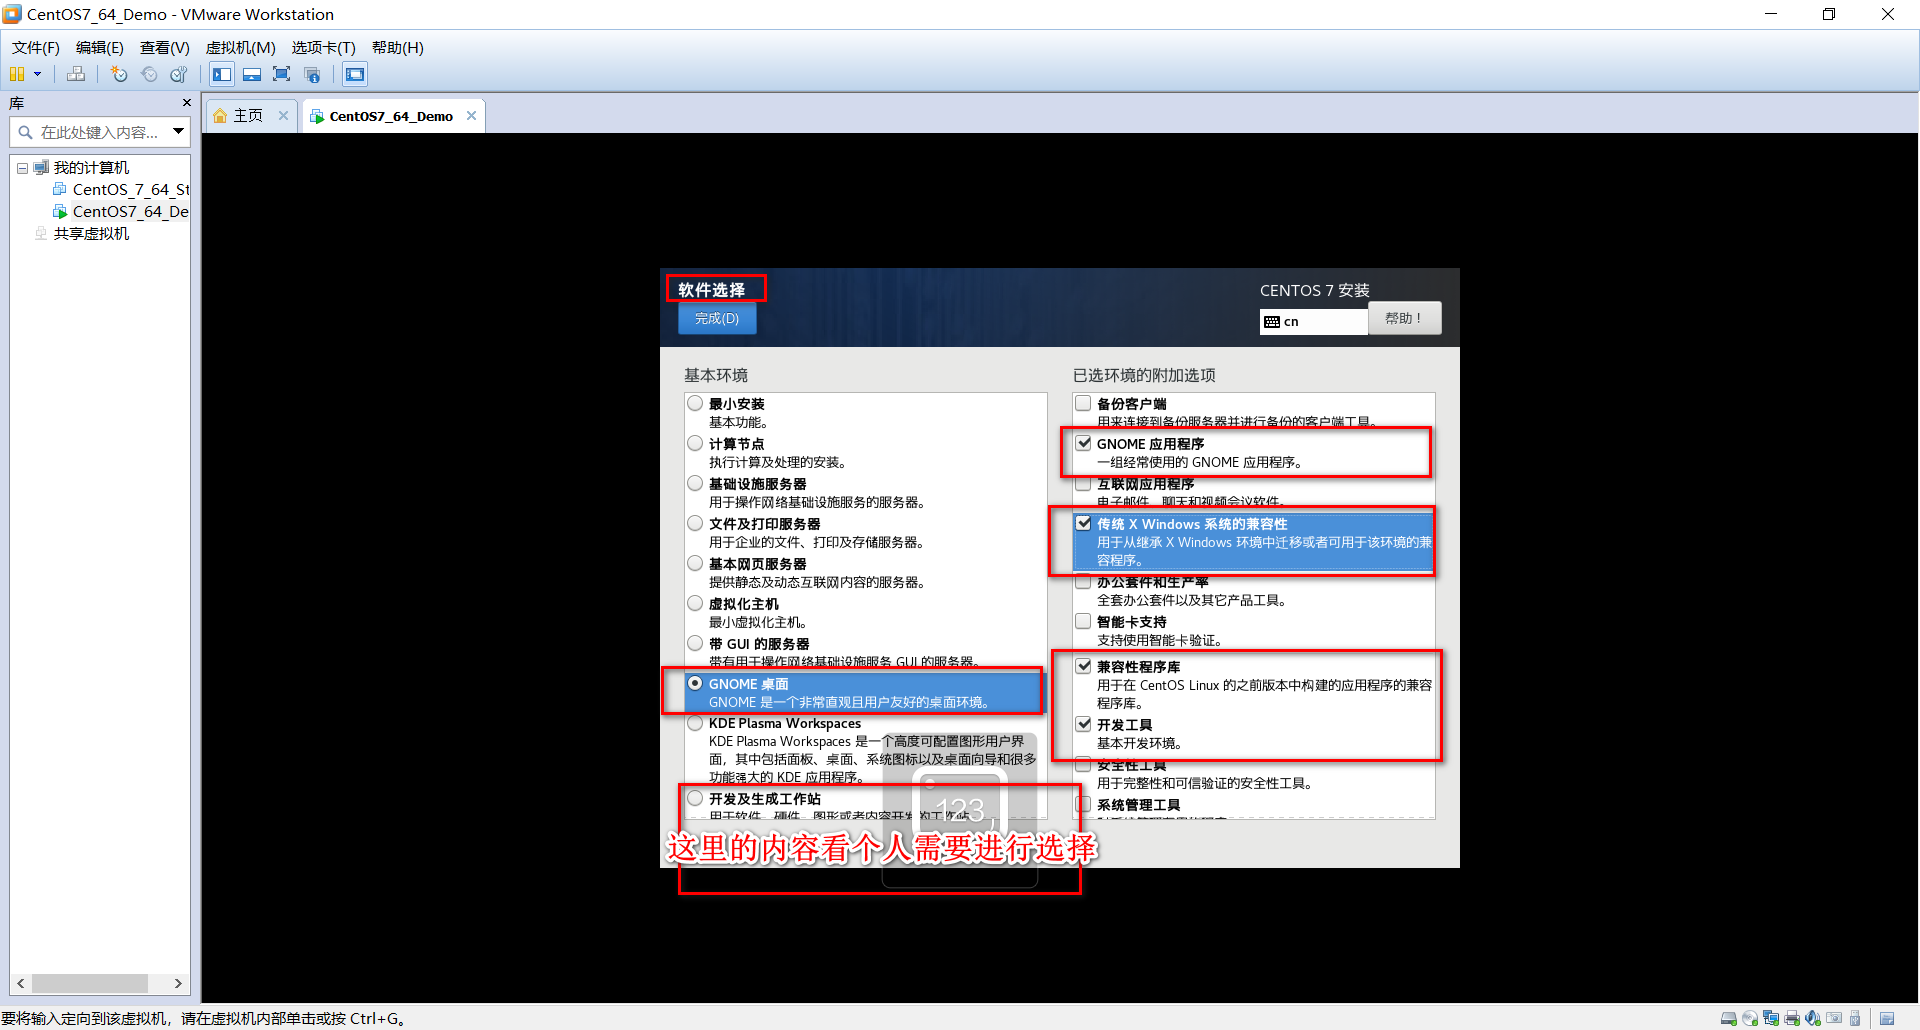 CentOS7_64_Demo - VMware Workstation
文件(F) 编辑(E) 查看(V) 虚拟机(M) 选项卡(T) 帮助(H)
库
在此处键入内容...
我的计算机
CentOS_7_64_St
CentOS7_64_De
共享虚拟机
主页
CentOS7_64_Demo
软件选择
完成(D)
CENTOS 7 安装
cn
帮助！
基本环境
最小安装
基本功能。
计算节点
执行计算及处理的安装。
基础设施服务器
用于操作网络基础设施服务的服务器。
文件及打印服务器
用于企业的文件、打印及存储服务器。
基本网页服务器
提供静态及动态互联网内容的服务器。
虚拟化主机
最小虚拟化主机。
带 GUI 的服务器
带有用于操作网络基础设施服务 GUI 的服务器。
GNOME 桌面
GNOME 是一个非常直观且用户友好的桌面环境。
KDE Plasma Workspaces
KDE Plasma Workspaces 是一个高度可配置图形用户界
面，其中包括面板、桌面、系统图标以及桌面向导和很多
功能强大的 KDE 应用程序。
开发及生成工作站
用于软件、硬件、图形或者内容开发的工作站。
123
这里的内容看个人需要进行选择
已选环境的附加选项
备份客户端
用来连接到备份服务器并进行备份的客户端工具。
GNOME 应用程序
一组经常使用的 GNOME 应用程序。
互联网应用程序
电子邮件、聊天和视频会议软件。
传统 X Windows 系统的兼容性
用于从继承 X Windows 环境中迁移或者可用于该环境的兼
容程序。
办公套件和生产率
全套办公套件以及其它产品工具。
智能卡支持
支持使用智能卡验证。
兼容性程序库
用于在 CentOS Linux 的之前版本中构建的应用程序的兼容
程序库。
开发工具
基本开发环境。
安全性工具
用于完整性和可信验证的安全性工具。
系统管理工具
要将输入定向到该虚拟机，请在虚拟机内部单击或按 Ctrl+G。